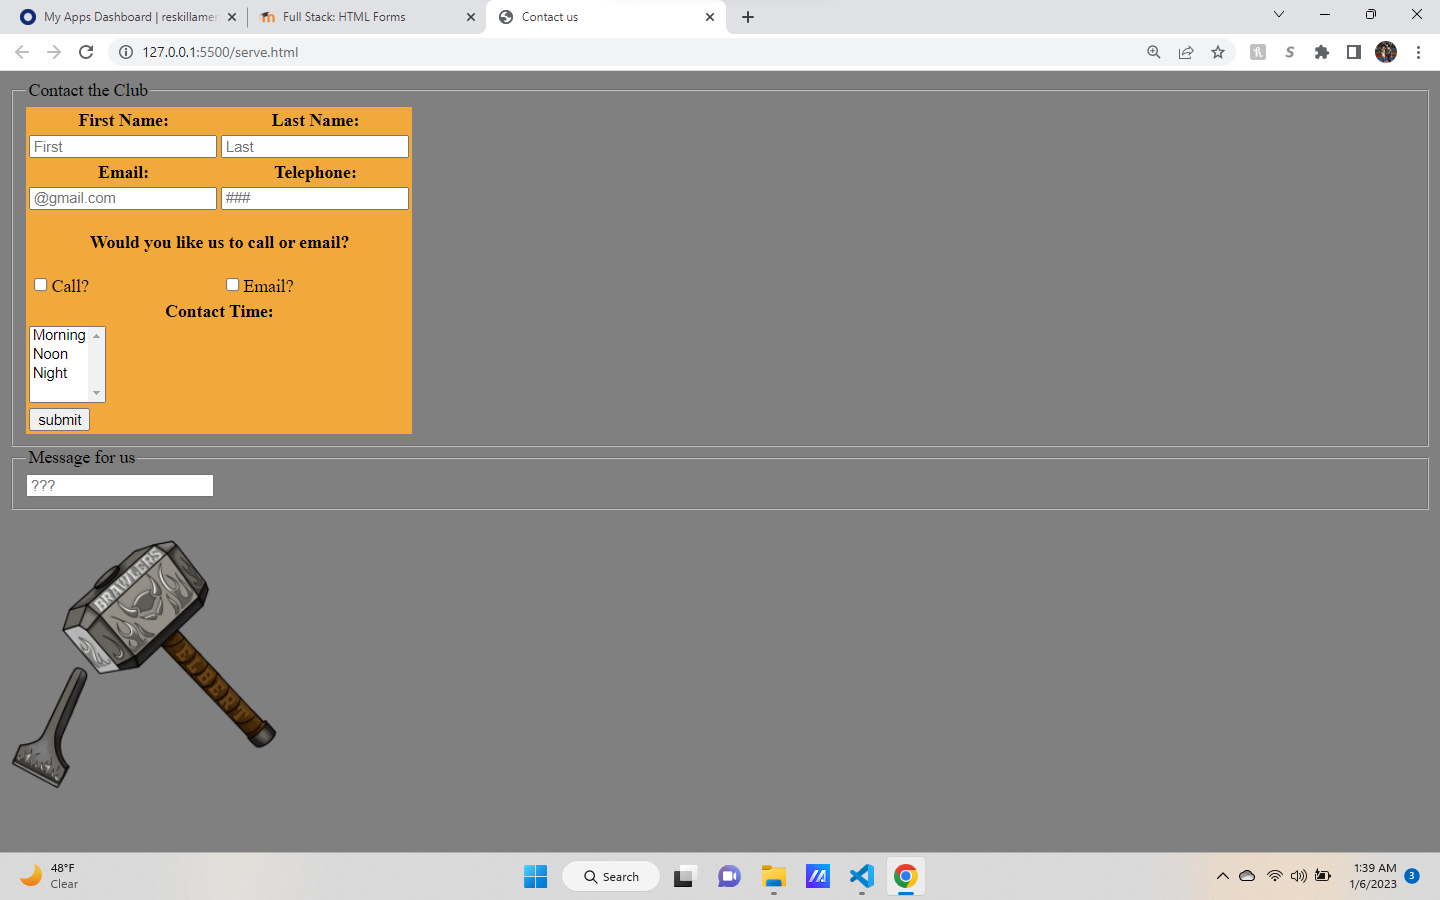 My Apps Dashboard | reskillamer
Full Stack: HTML Forms
Contact us
127.0.0.1:5500/serve.html
Contact the Club
First Name: Last Name:
First Last
Email: Telephone:
@gmail.com ###
Would you like us to call or email?
Call? Email?
Contact Time:
Morning
Noon
Night
submit
Message for us
???
BRAWLERS
ELBERT
48°F
Clear
Search
1:39 AM
1/6/2023
3